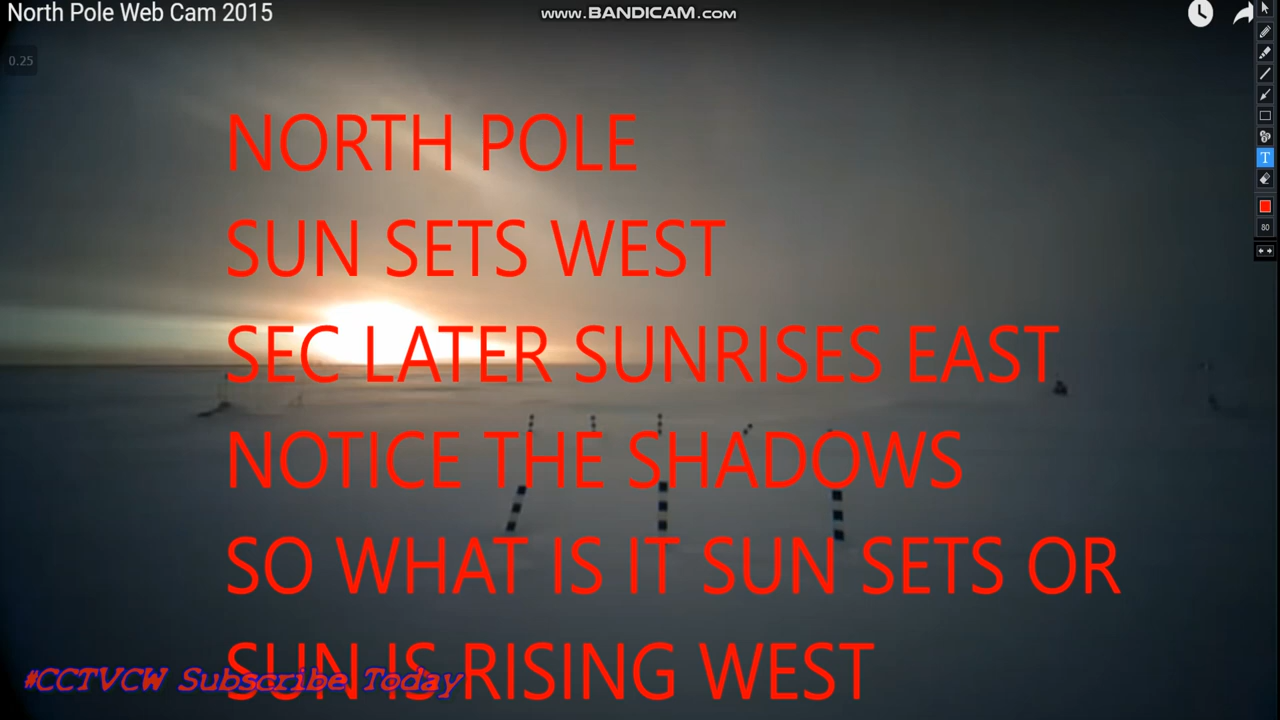 North Pole Web Cam 2015
www.BANDICAM.com
0.25
NORTH POLE
SUN SETS WEST
SEC LATER SUNRISES EAST
NOTICE THE SHADOWS
SO WHAT IS IT SUN SETS OR
SUN IS RISING WEST
#CCTVCW Subscribe Today
T
80